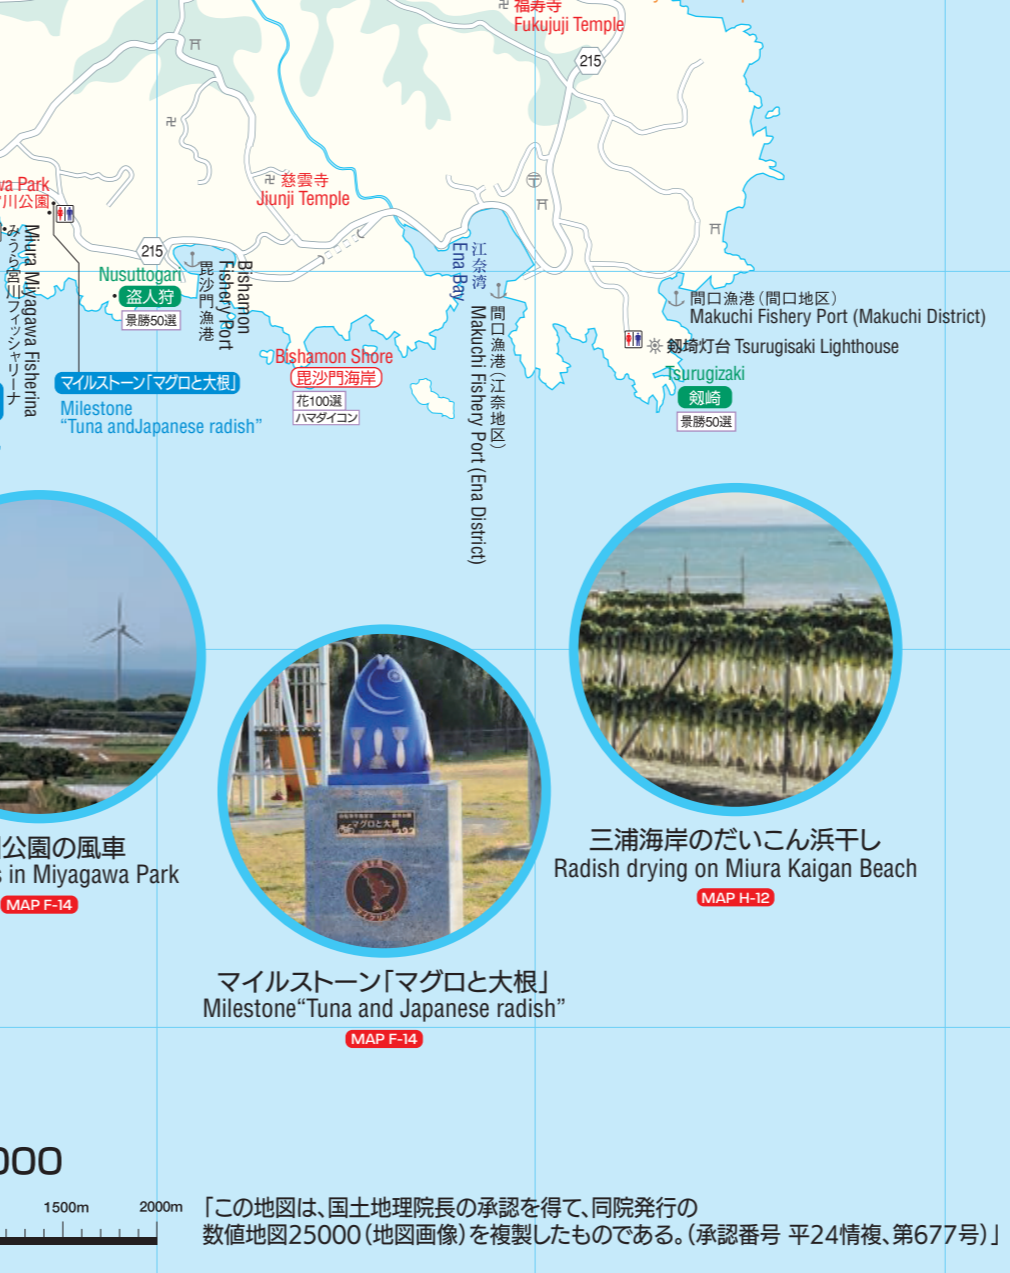 福寿寺
Fukujuji Temple
215
慈雲寺
Jiunji Temple
wa Park
川公園
215
Nusuttogari
盗人狩
景勝50選
Miura Miyagawa Fisherina
みうら宮川フィッシャリーナ
Bishamon
Fishery Port
毘沙門漁港
江奈湾
Ena Bay
間口漁港(江奈地区)
Makuchi Fishery Port (Ena District)
間口漁港(間口地区)
Makuchi Fishery Port (Makuchi District)
剱埼灯台 Tsurugisaki Lighthouse
Tsurugizaki
剱崎
景勝50選
Bishamon Shore
毘沙門海岸
花100選
ハマダイコン
マイルストーン「マグロと大根」
Milestone
“Tuna andJapanese radish”
公園の風車
s in Miyagawa Park
MAP F-14
マグロと大根
マイルストーン「マグロと大根」
Milestone“Tuna and Japanese radish”
MAP F-14
三浦海岸のだいこん浜干し
Radish drying on Miura Kaigan Beach
MAP H-12
000
1500m 2000m
「この地図は、国土地理院長の承認を得て、同院発行の
数値地図25000(地図画像)を複製したものである。(承認番号 平24情複、第677号)」